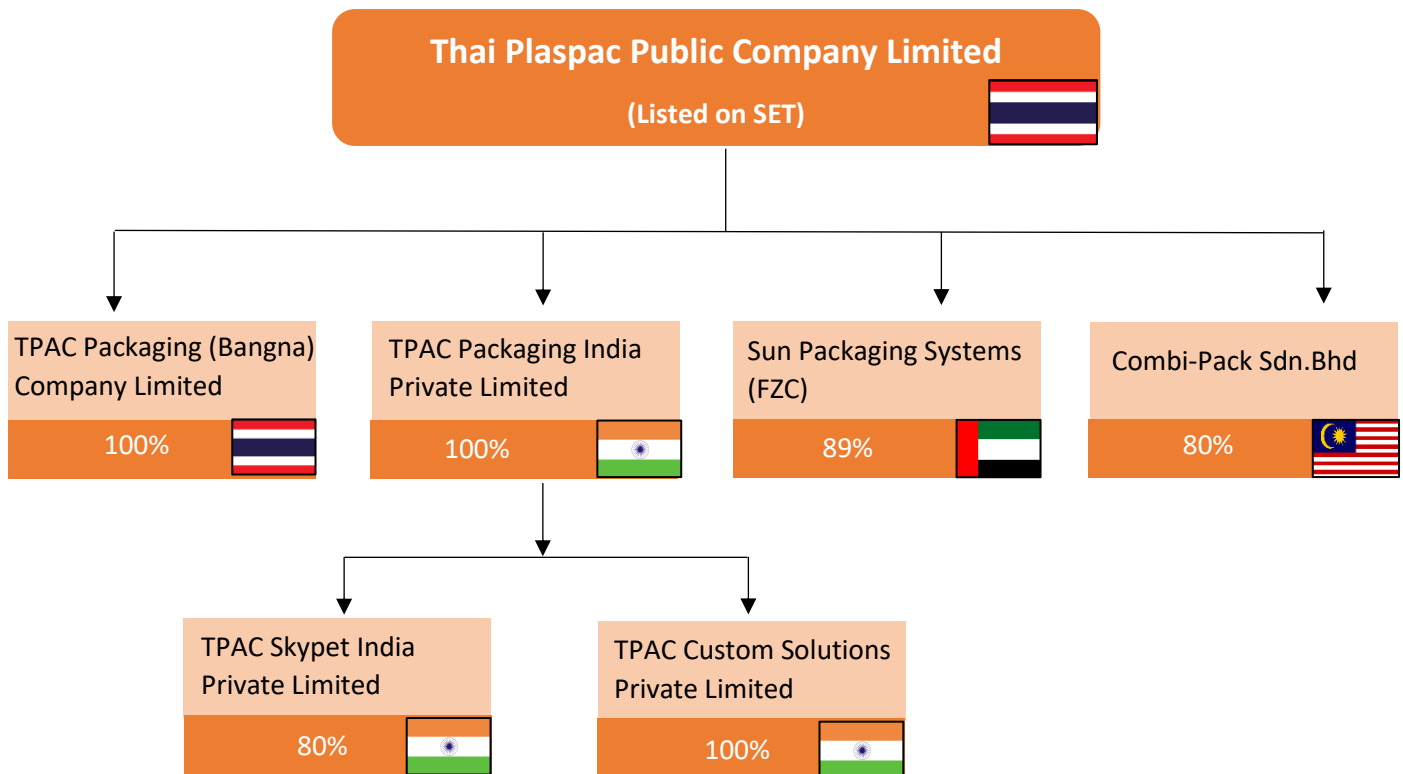 Thai Plaspac Public Company Limited
(Listed on SET)
TPAC Packaging (Bangna)
Company Limited
100%
TPAC Packaging India
Private Limited
100%
Sun Packaging Systems
(FZC)
89%
Combi-Pack Sdn.Bhd
80%
TPAC Skypet India
Private Limited
80%
TPAC Custom Solutions
Private Limited
100%